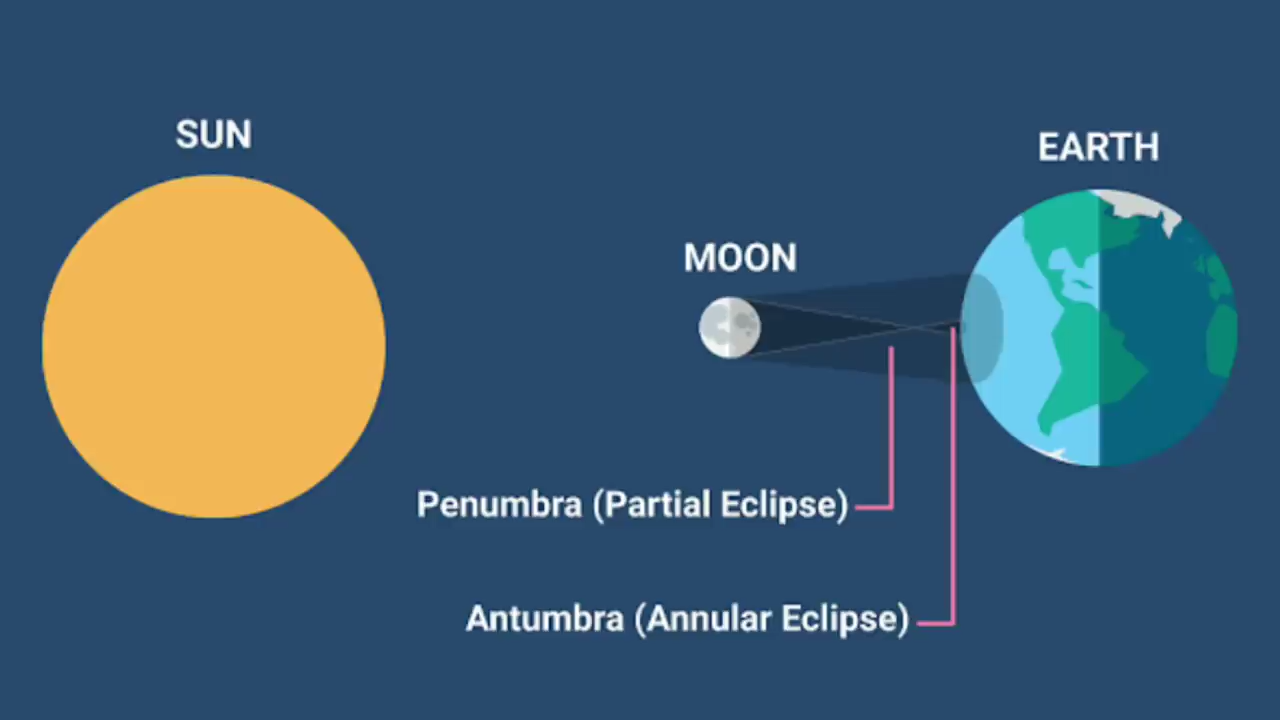 SUN
EARTH
MOON
Penumbra (Partial Eclipse)
Antumbra (Annular Eclipse)